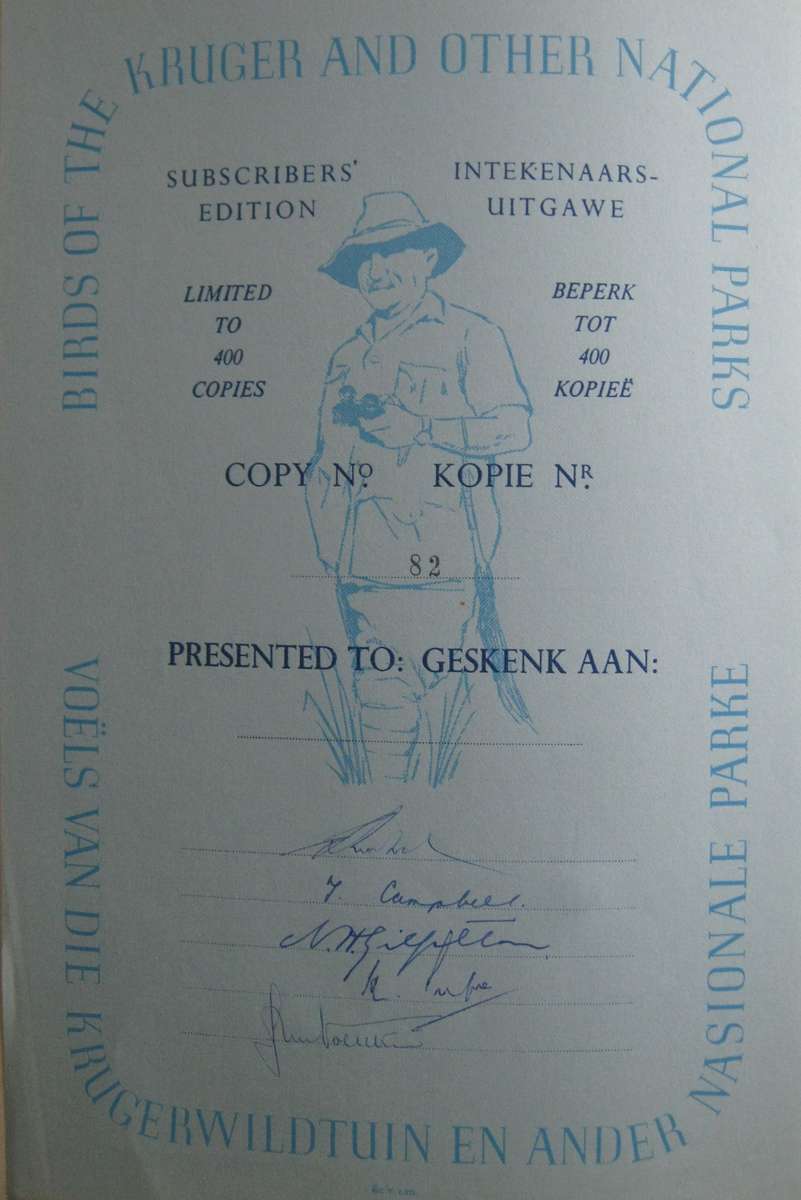 BIRDS OF THE KRUGER AND OTHER NATIONAL PARKS
SUBSCRIBERS' EDITION
INTEKENAARS-UITGAWE
LIMITED
TO
400
COPIES
BEPERK
TOT
400
KOPIEË
COPY Nº. KOPIE NR.
82
PRESENTED TO: GESKENK AAN:
Campbell.
N.H.
K.
VOËLS VAN DIE KRUGERWILDTUIN EN ANDER NASIONALE PARKE